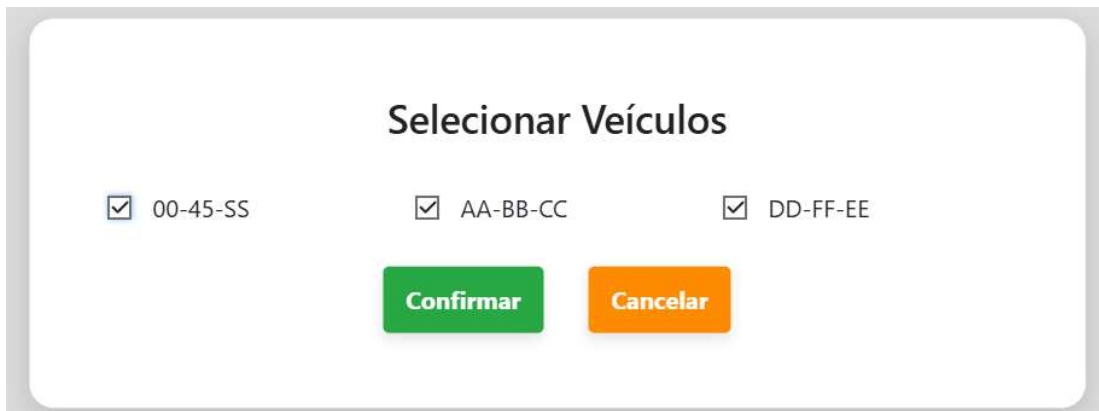 Selecionar Veículos
00-45-SS AA-BB-CC DD-FF-EE
Confirmar Cancelar